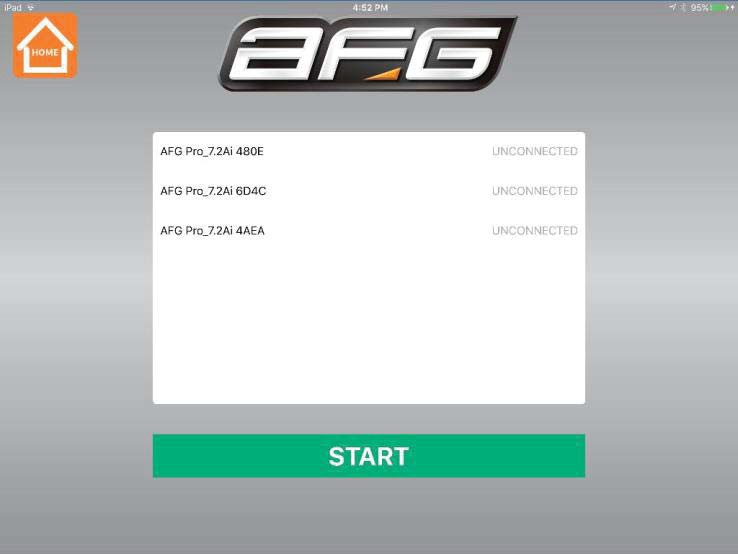 iPad 4:52 PM 95%
HOME
AFG
AFG Pro_7.2Ai 480E UNCONNECTED
AFG Pro_7.2Ai 6D4C UNCONNECTED
AFG Pro_7.2Ai 4AEA UNCONNECTED
START